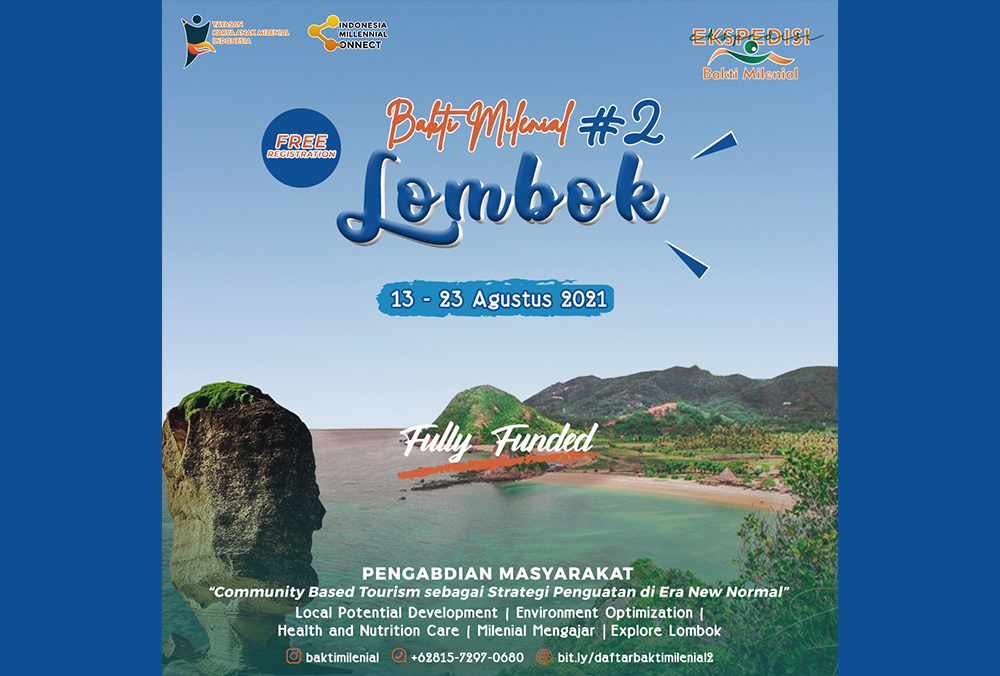 YAYASAN
KARYA ANAK MILENIAL
INDONESIA
INDONESIA
MILLENNIAL
CONNECT
EKSPEDISI
ekspedisi
Bakti Milenial
FREE
REGISTRATION
Bakti Milenial #2
Lombok
13 - 23 Agustus 2021
Fully Funded
PENGABDIAN MASYARAKAT
"Community Based Tourism sebagai Strategi Penguatan di Era New Normal"
Local Potential Development | Environment Optimization |
Health and Nutrition Care | Milenial Mengajar | Explore Lombok
baktimilenial +62815-7297-0680 bit.ly/daftarbaktimilenial2